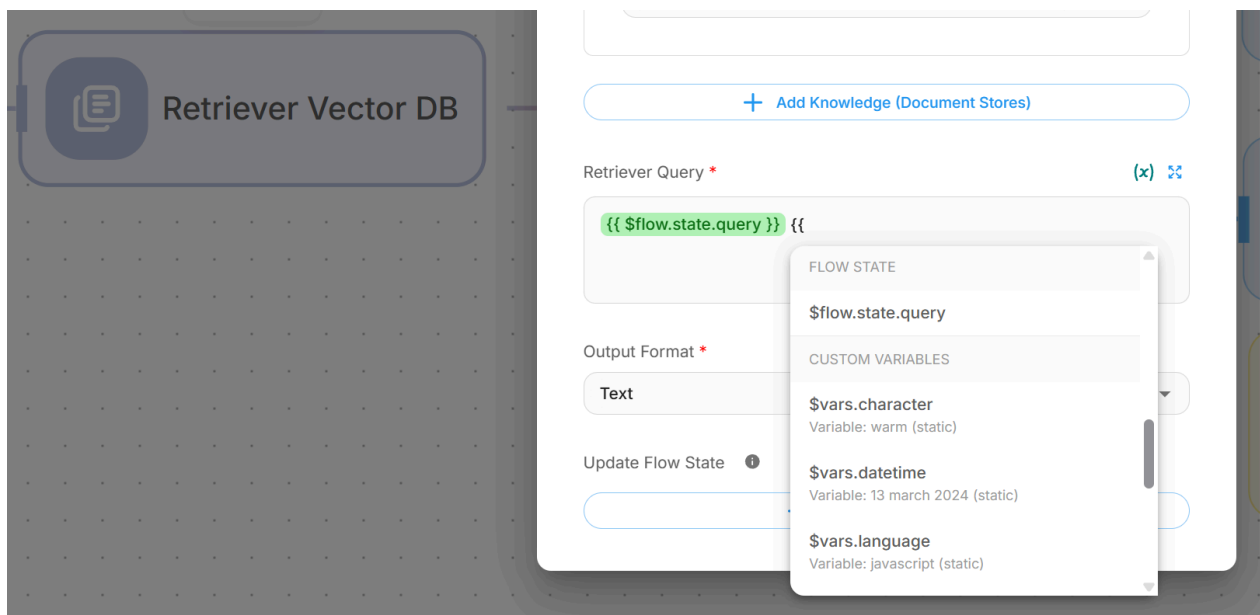 Retriever Vector DB
Add Knowledge (Document Stores)
Retriever Query *
(x)
{{ $flow.state.query }} {{
FLOW STATE
$flow.state.query
Output Format *
CUSTOM VARIABLES
Text
$vars.character
Variable: warm (static)
Update Flow State
$vars.datetime
Variable: 13 march 2024 (static)
$vars.language
Variable: javascript (static)